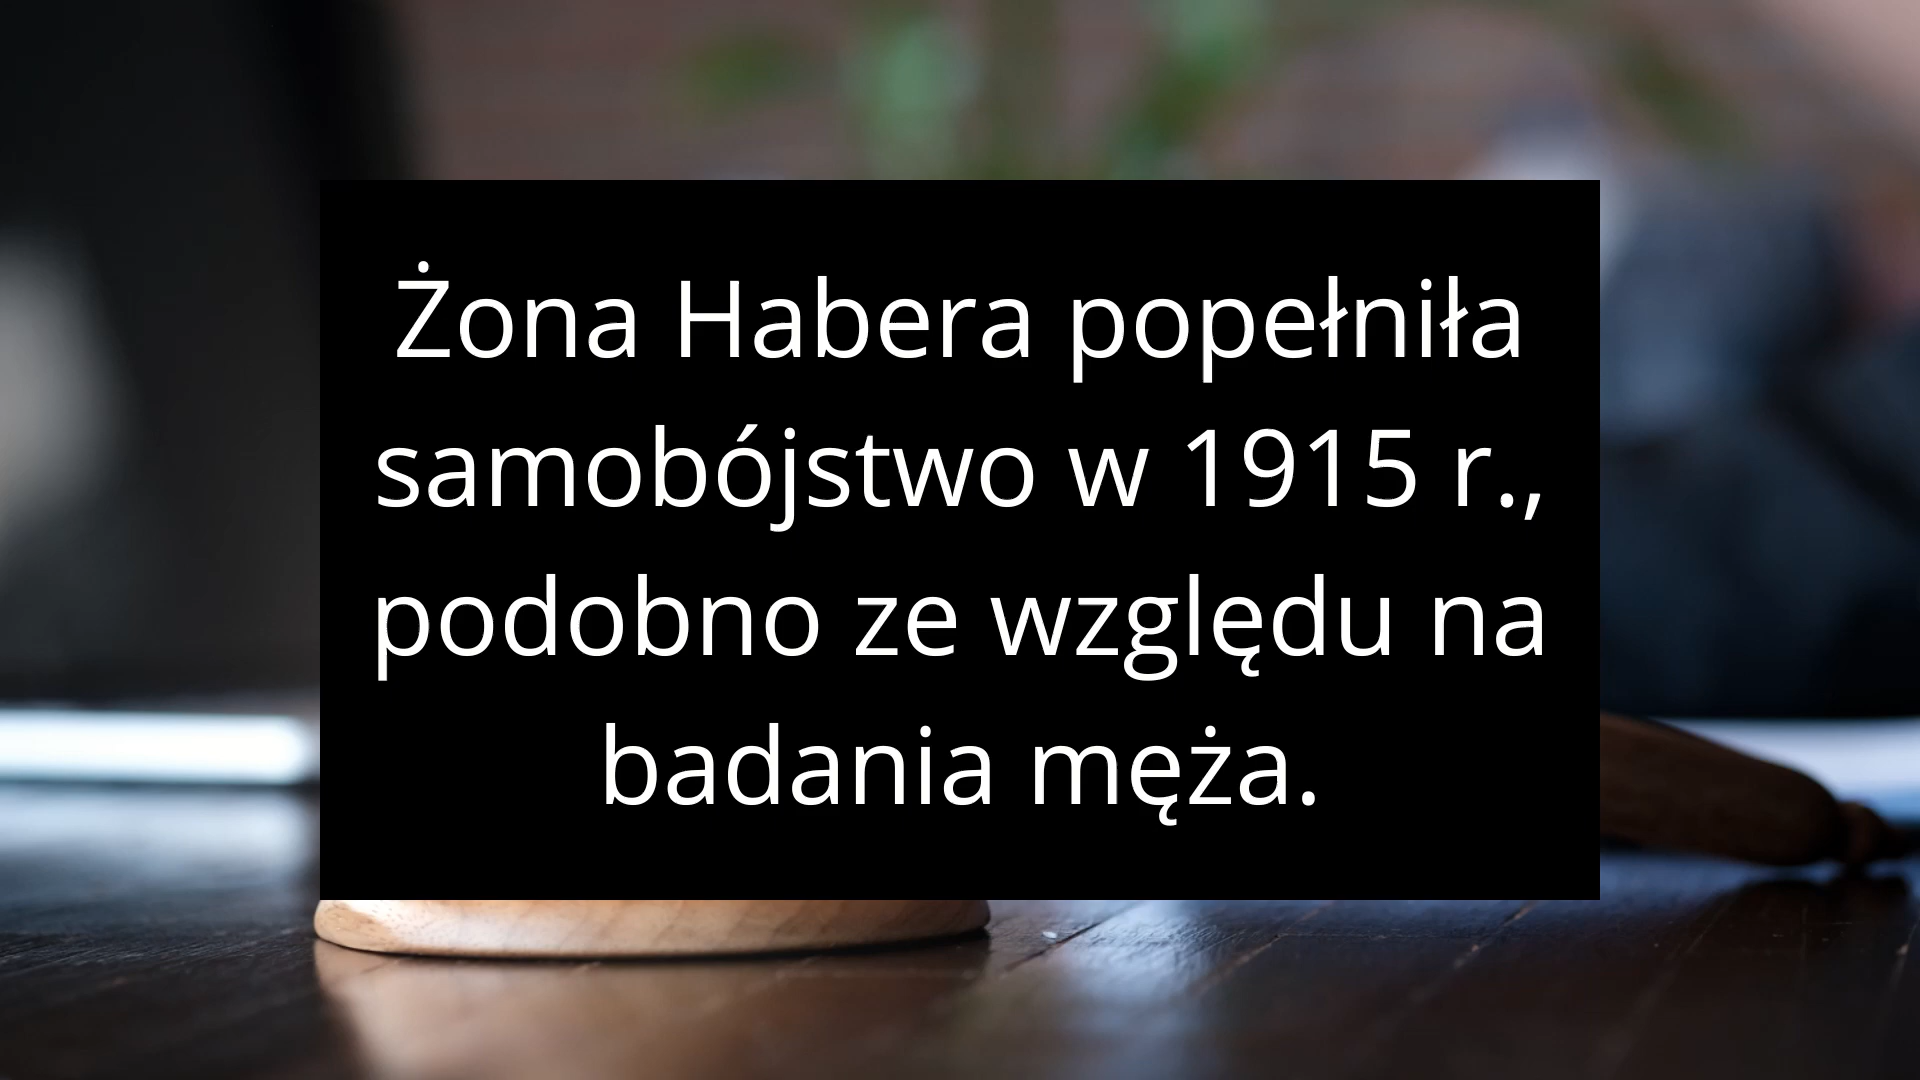 Żona Habera popełniła
samobójstwo w 1915 r.,
podobno ze względu na
badania męża.